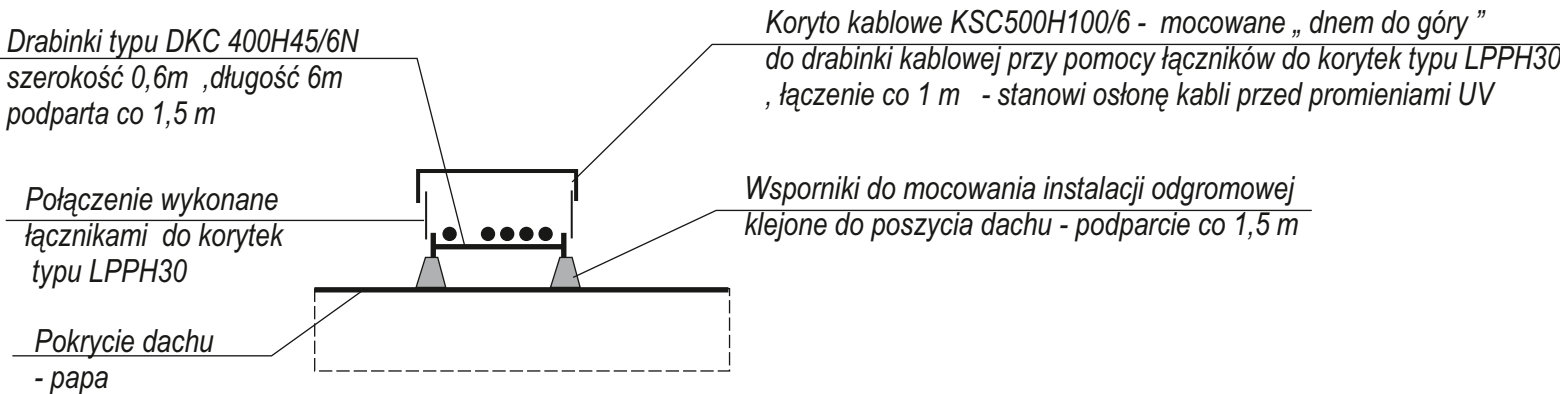 Drabinki typu DKC 400H45/6N
szerokość 0,6m ,długość 6m
podparta co 1,5 m
Koryto kablowe KSC500H100/6 - mocowane „ dnem do góry ”
do drabinki kablowej przy pomocy łączników do korytek typu LPPH30
, łączenie co 1 m - stanowi osłonę kabli przed promieniami UV
Połączenie wykonane
łącznikami do korytek
typu LPPH30
Wsporniki do mocowania instalacji odgromowej
klejone do poszycia dachu - podparcie co 1,5 m
Pokrycie dachu
- papa